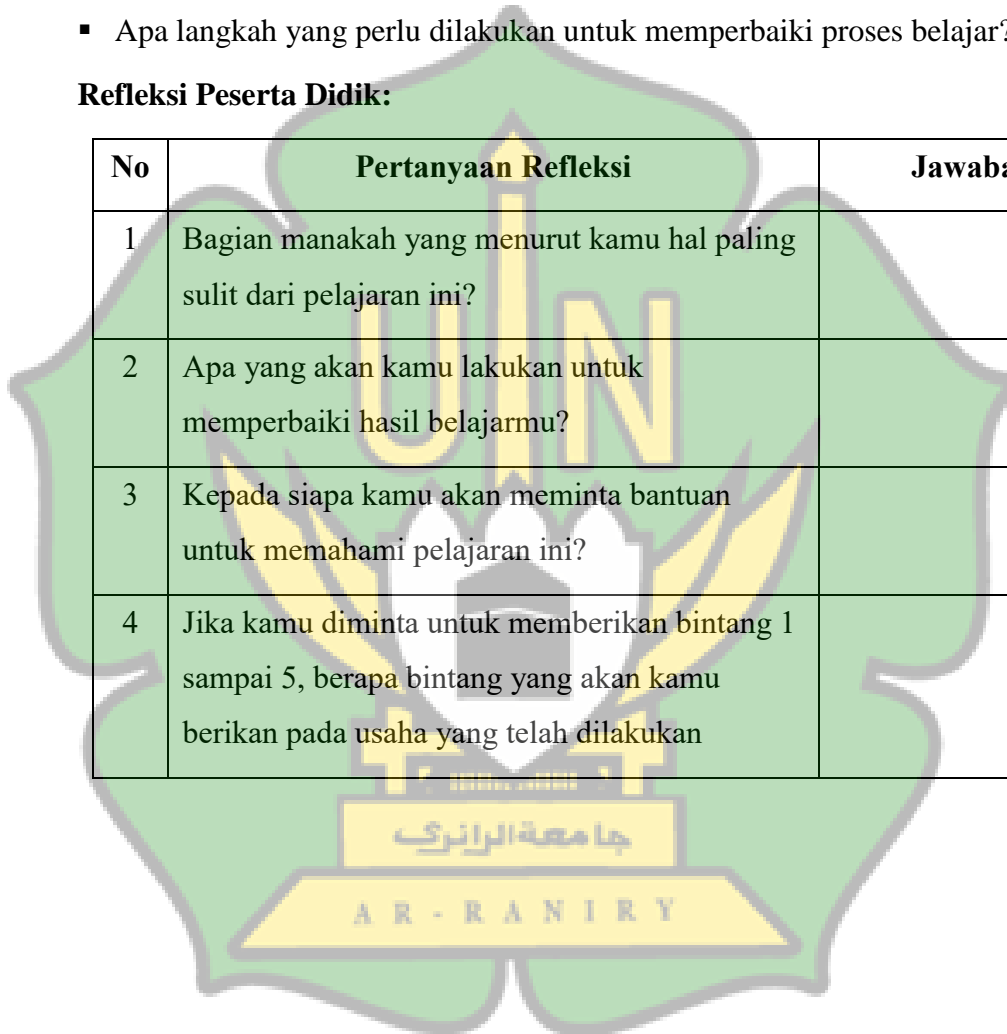 ▪ Apa langkah yang perlu dilakukan untuk memperbaiki proses belajar?
Refleksi Peserta Didik:
No Pertanyaan Refleksi Jawaba
1 Bagian manakah yang menurut kamu hal paling
sulit dari pelajaran ini?
2 Apa yang akan kamu lakukan untuk
memperbaiki hasil belajarmu?
3 Kepada siapa kamu akan meminta bantuan
untuk memahami pelajaran ini?
4 Jika kamu diminta untuk memberikan bintang 1
sampai 5, berapa bintang yang akan kamu
berikan pada usaha yang telah dilakukan
UIN
جامعة الرانري
AR-RANIRY